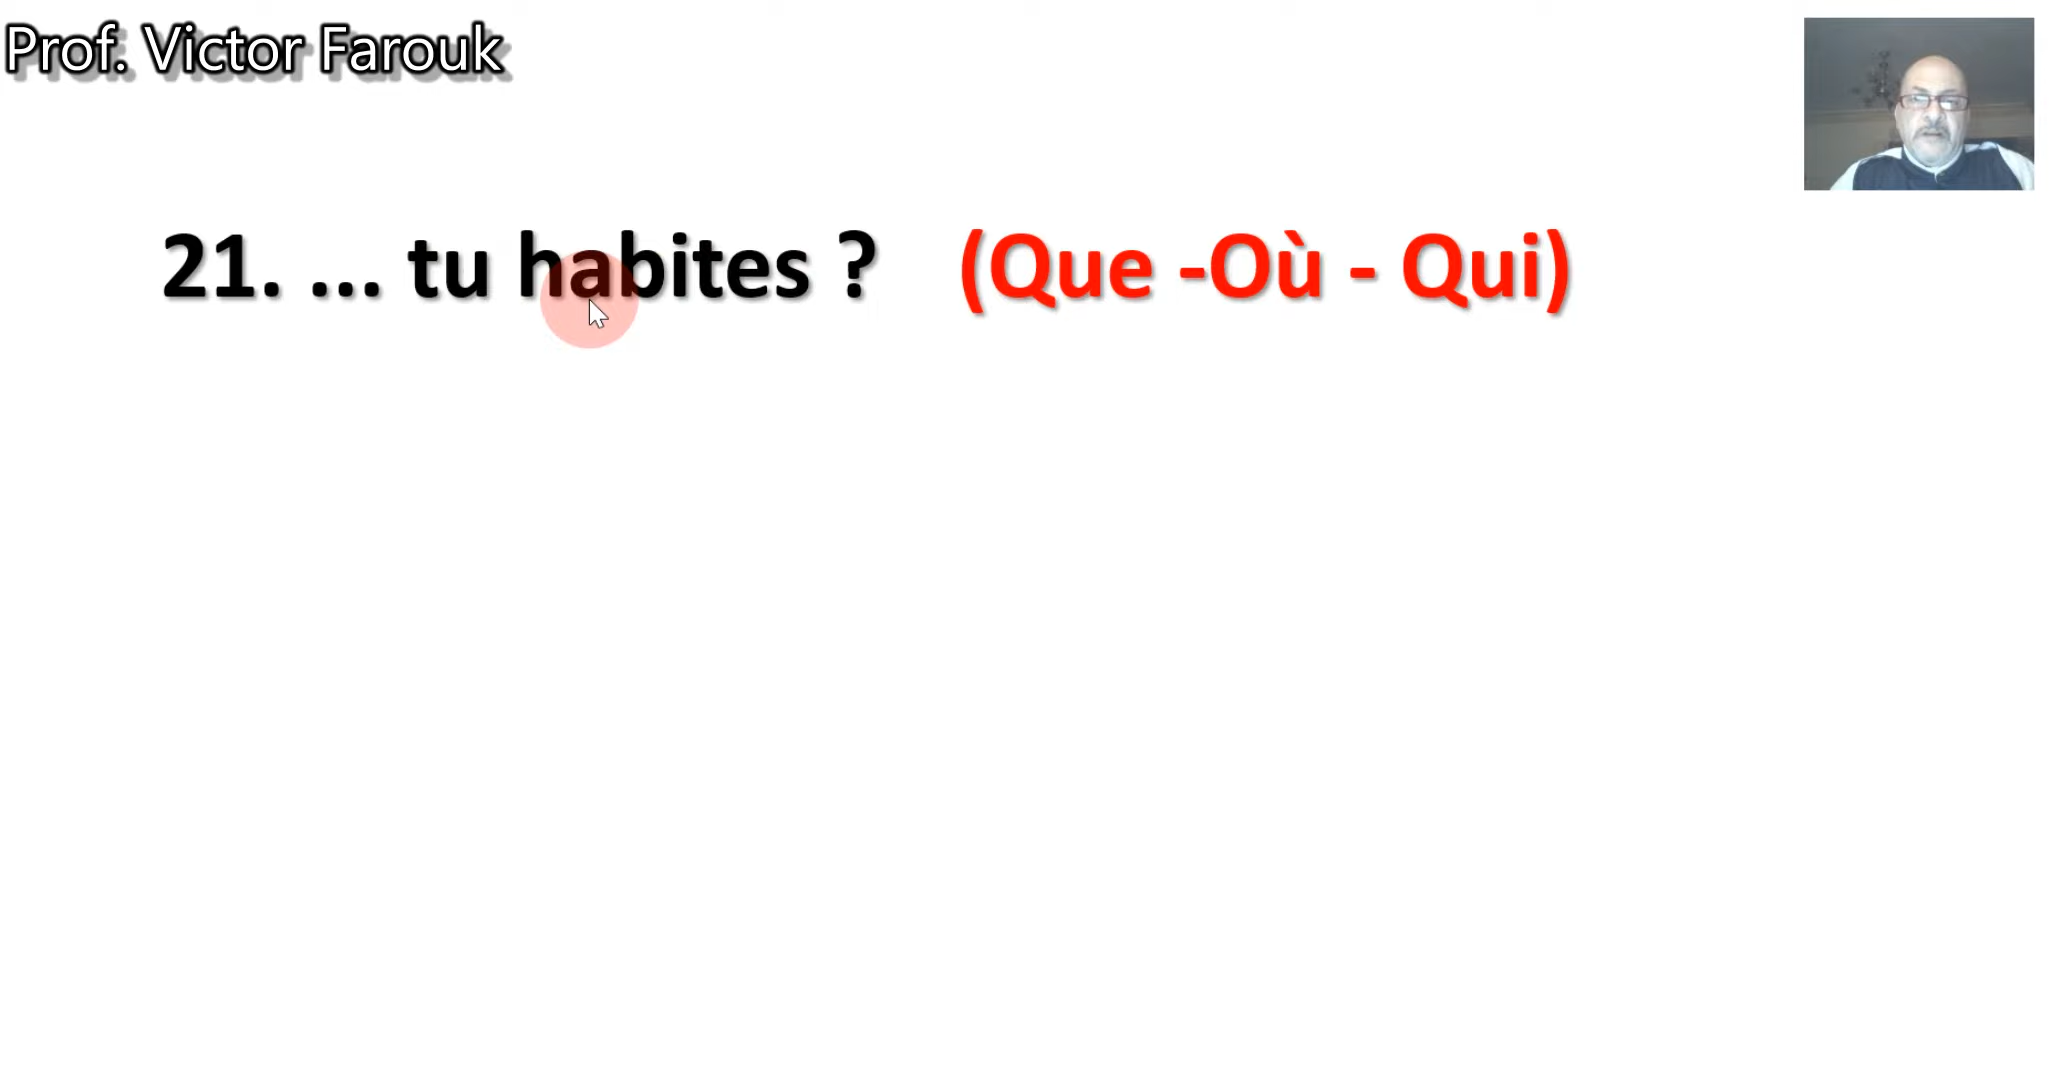 Prof. Victor Farouk
21. ... tu habites ? (Que -Où - Qui)